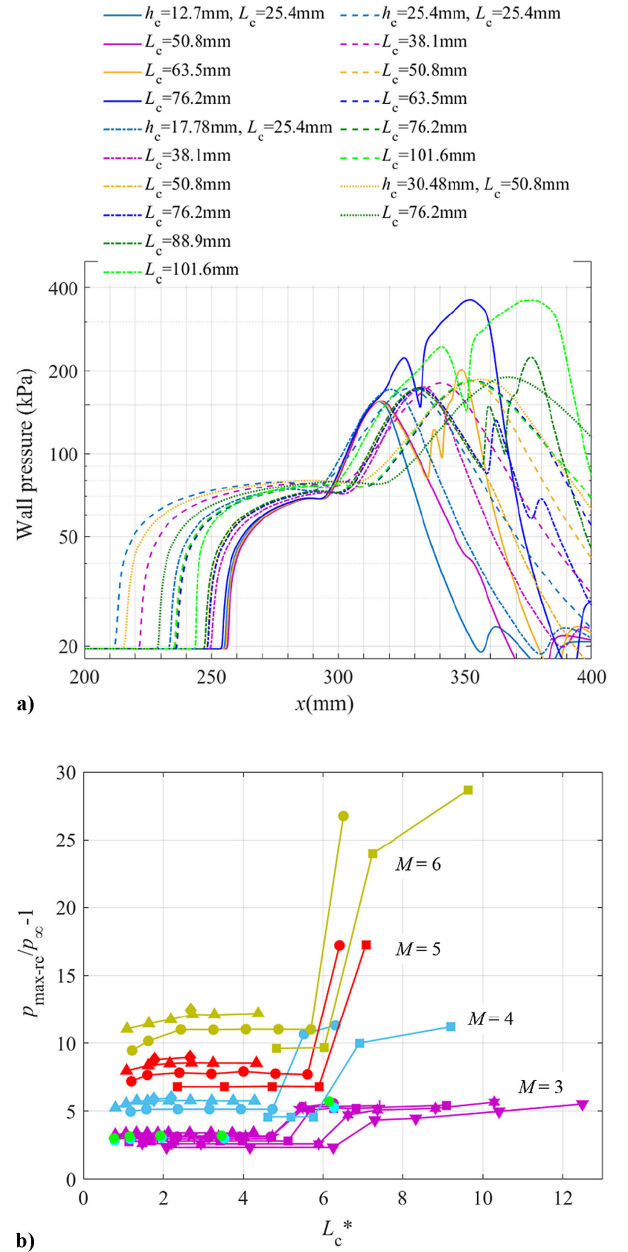 h_c=12.7mm, L_c=25.4mm h_c=25.4mm, L_c=25.4mm
L_c=50.8mm L_c=38.1mm
L_c=63.5mm L_c=50.8mm
L_c=76.2mm L_c=63.5mm
h_c=17.78mm, L_c=25.4mm L_c=76.2mm
L_c=38.1mm L_c=101.6mm
L_c=50.8mm h_c=30.48mm, L_c=50.8mm
L_c=76.2mm L_c=76.2mm
L_c=88.9mm
L_c=101.6mm
Wall pressure (kPa)
400
200
100
50
20
200 250 300 350 400
x(mm)
a)
p_max-rc/p_∞-1
30
25
20
15
10
5
0
M = 6
M = 5
M = 4
M = 3
0 2 4 6 8 10 12
L_c*
b)